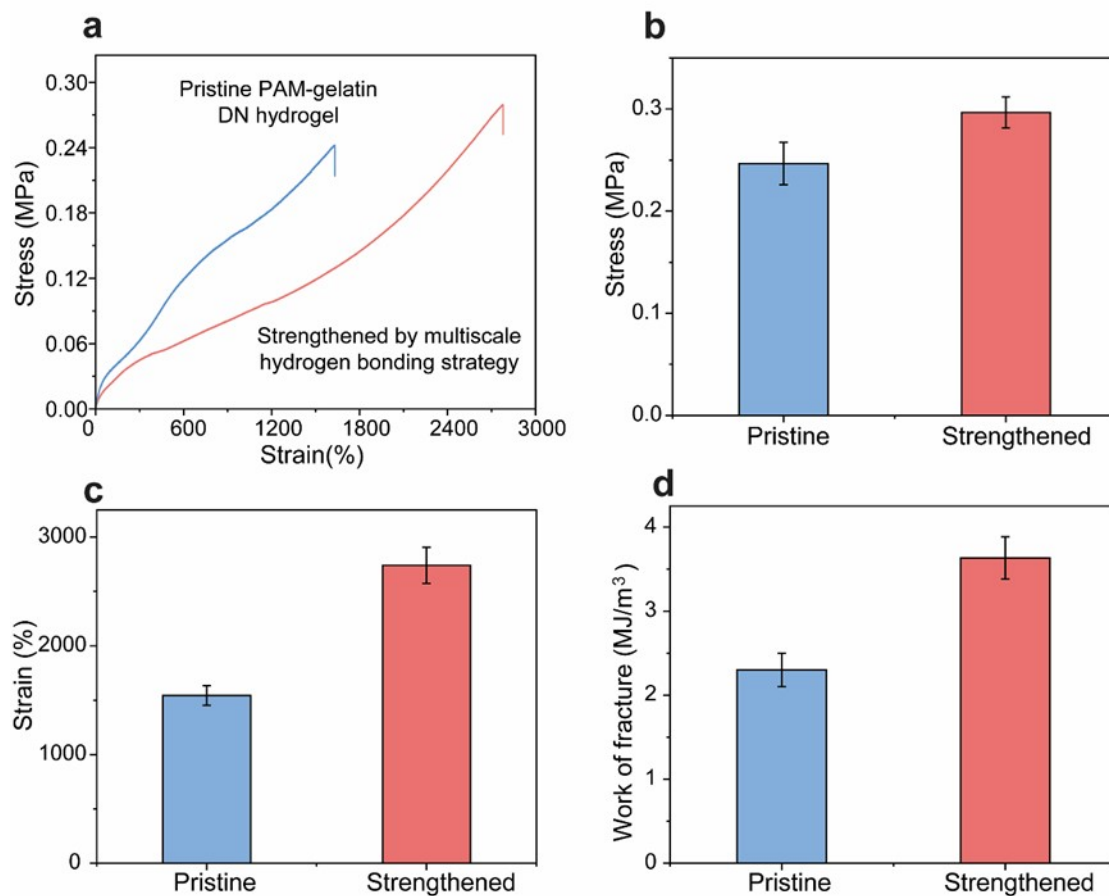 a
Stress (MPa)
0.30
0.24
0.18
0.12
0.06
0.00
Pristine PAM-gelatin
DN hydrogel
Strengthened by multiscale
hydrogen bonding strategy
0 600 1200 1800 2400 3000
Strain(%)
b
Stress (MPa)
0.3
0.2
0.3
0.0
Pristine Strengthened
c
Strain (%)
3000
2000
1000
0
Pristine Strengthened
d
Work of fracture (MJ/m³)
4
3
2
1
0
Pristine Strengthened